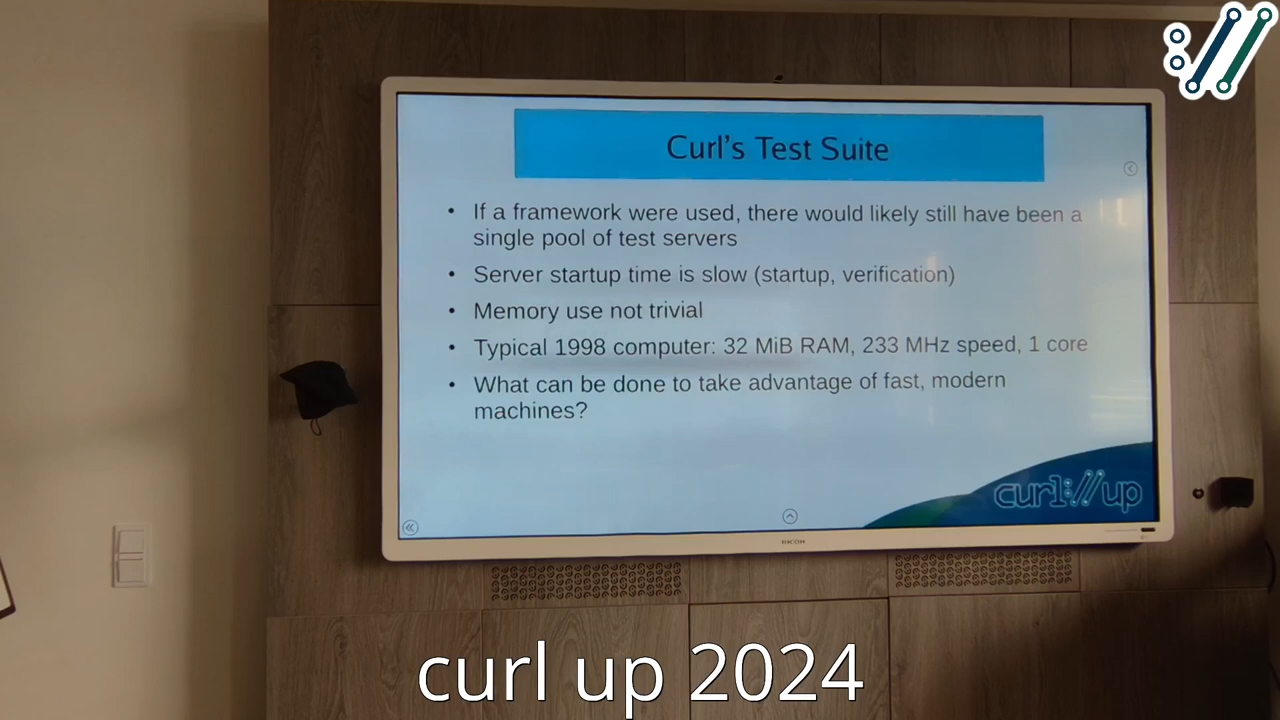 Curl’s Test Suite
• If a framework were used, there would likely still have been a
single pool of test servers
• Server startup time is slow (startup, verification)
• Memory use not trivial
• Typical 1998 computer: 32 MiB RAM, 233 MHz speed, 1 core
• What can be done to take advantage of fast, modern
machines?
curl://up
RICOH
curl up 2024